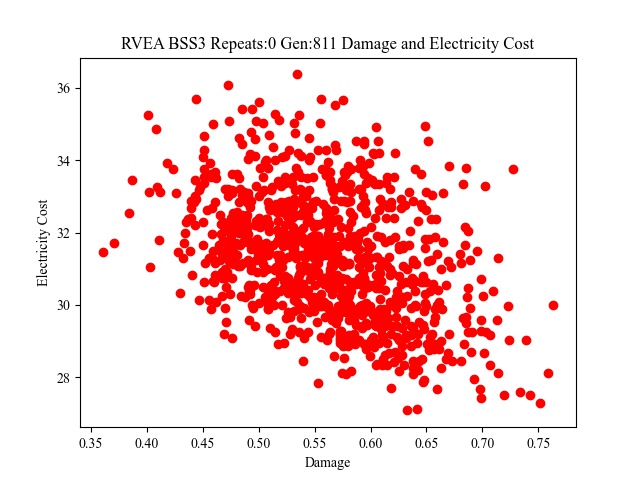 RVEA BSS3 Repeats:0 Gen:811 Damage and Electricity Cost
36
34
32
30
28
Electricity Cost
0.35 0.40 0.45 0.50 0.55 0.60 0.65 0.70 0.75
Damage